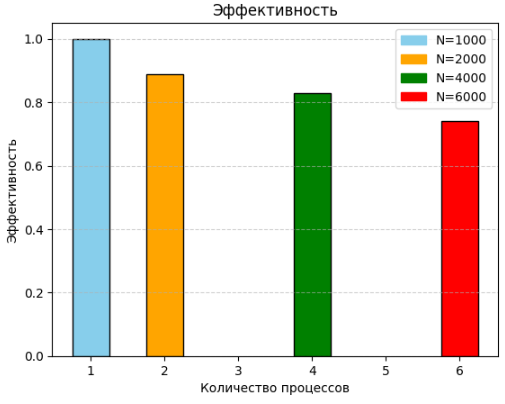 Эффективность
N=1000
N=2000
N=4000
N=6000
Эффективность
1.0
0.8
0.6
0.4
0.2
0.0
1 2 3 4 5 6
Количество процессов